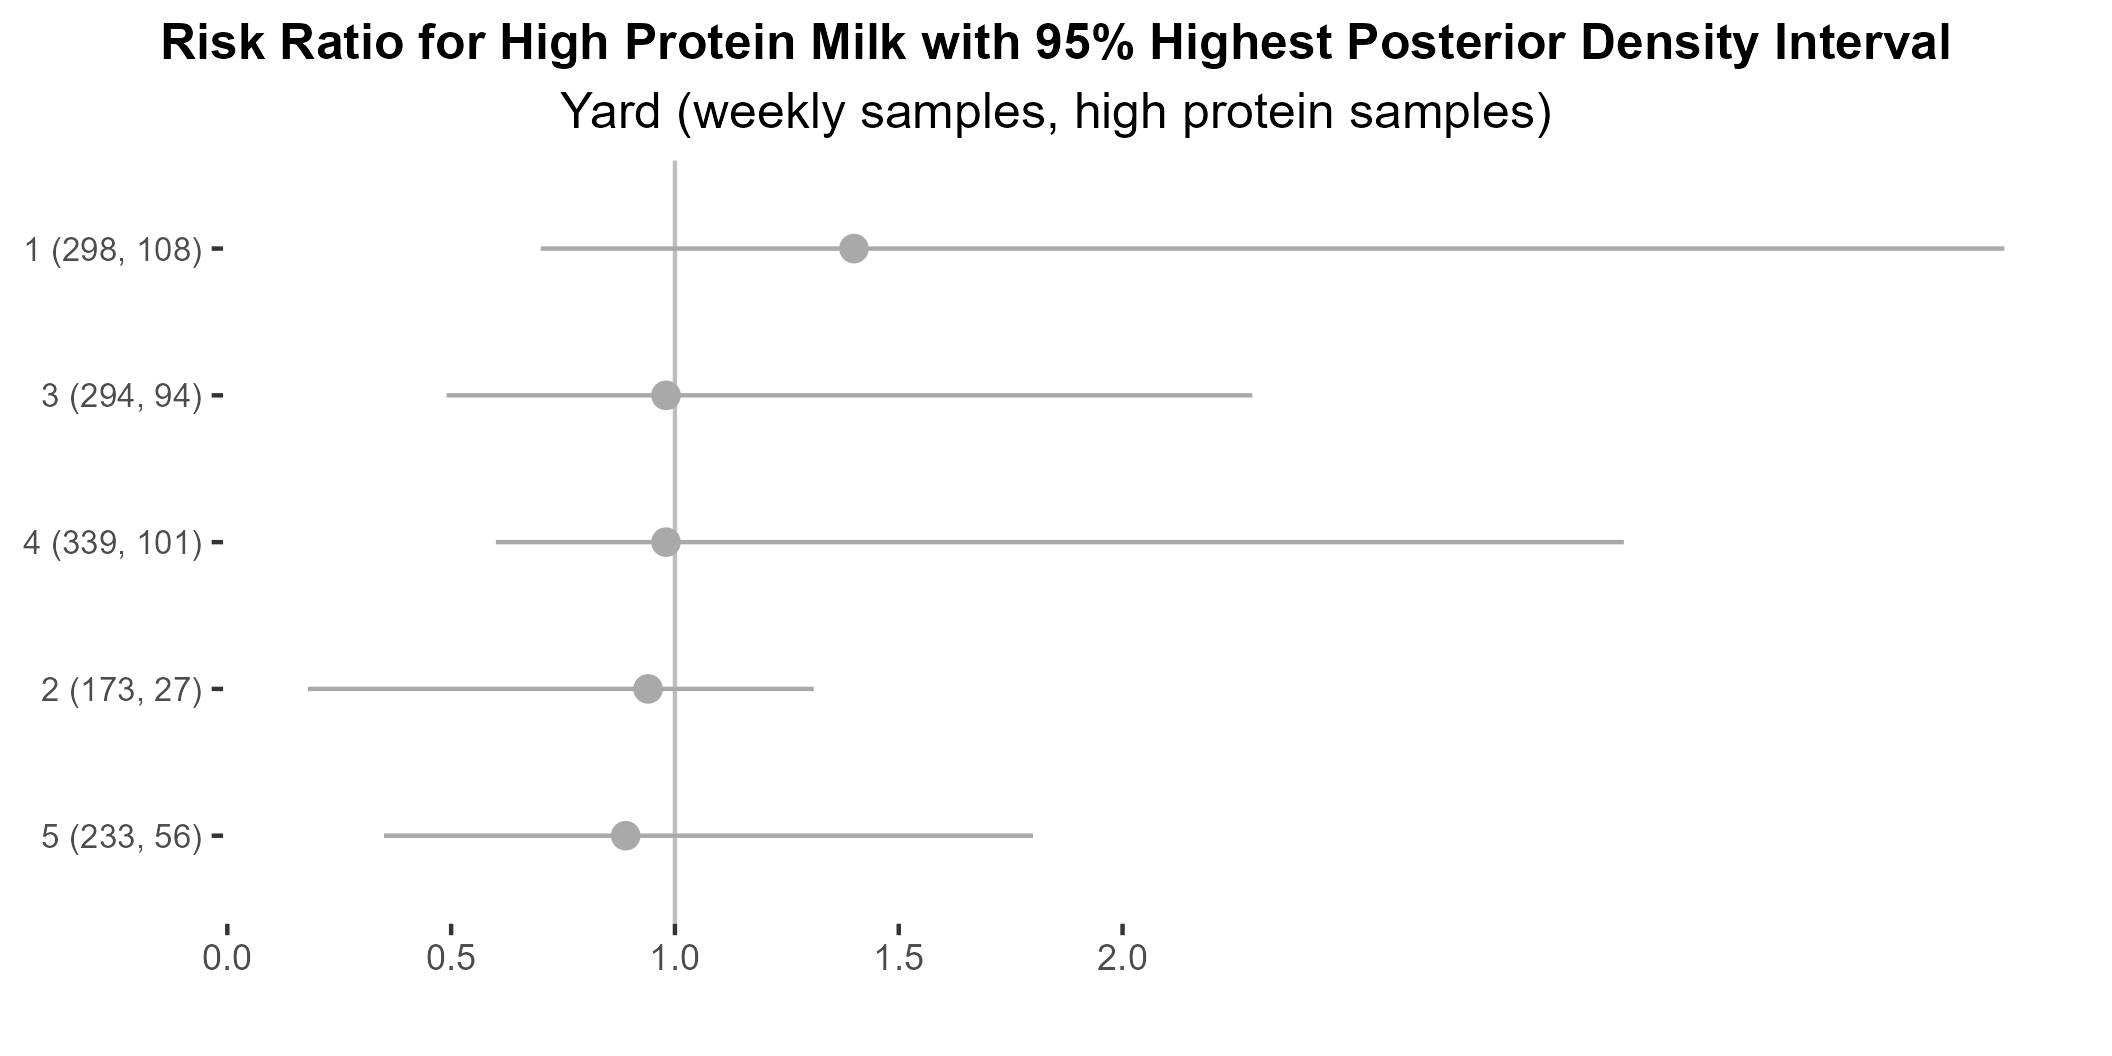 Risk Ratio for High Protein Milk with 95% Highest Posterior Density Interval
Yard (weekly samples, high protein samples)
1 (298, 108)
3 (294, 94)
4 (339, 101)
2 (173, 27)
5 (233, 56)
0.0 0.5 1.0 1.5 2.0